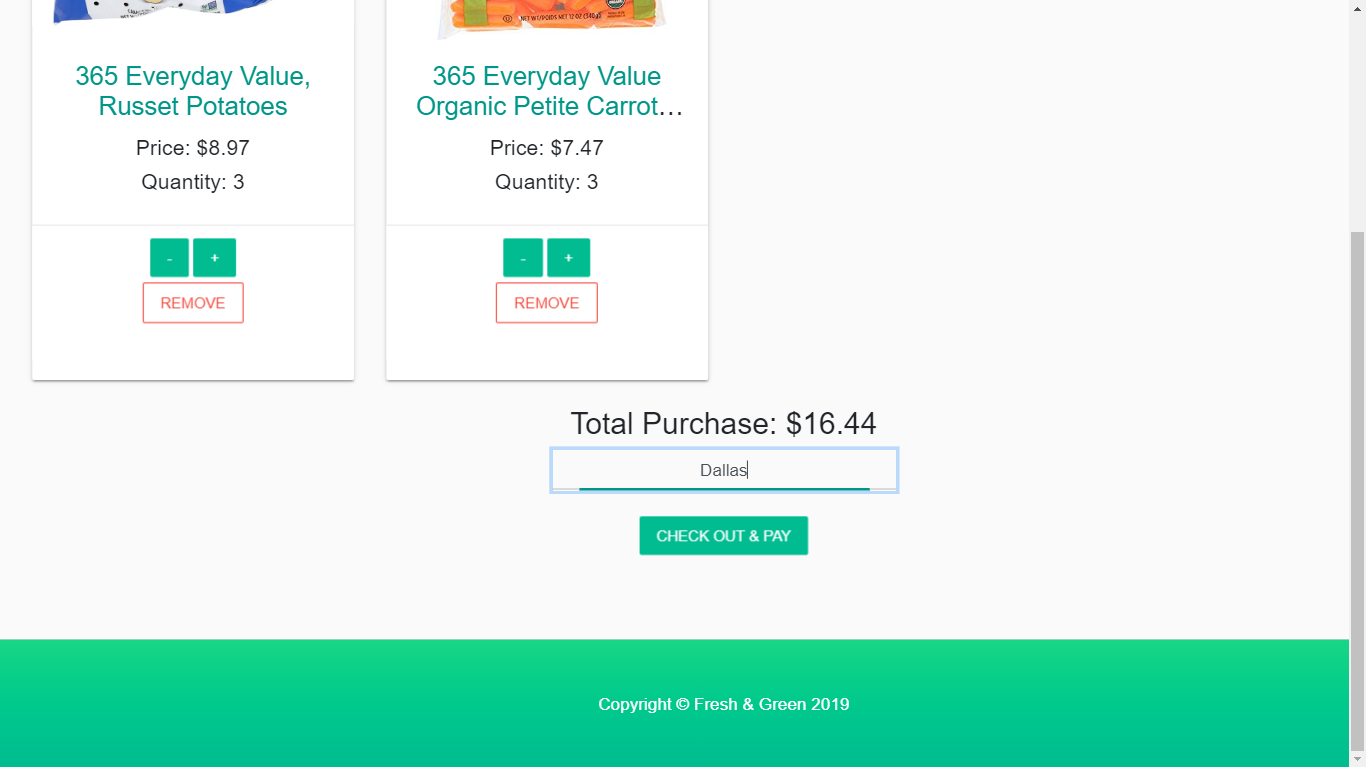 NET WT/POIDS NET 12 OZ (340g)
ORGANIC
365 Everyday Value,
Russet Potatoes
Price: $8.97
Quantity: 3
-
+
REMOVE
365 Everyday Value
Organic Petite Carrot...
Price: $7.47
Quantity: 3
-
+
REMOVE
Total Purchase: $16.44
Dallas
CHECK OUT & PAY
Copyright © Fresh & Green 2019